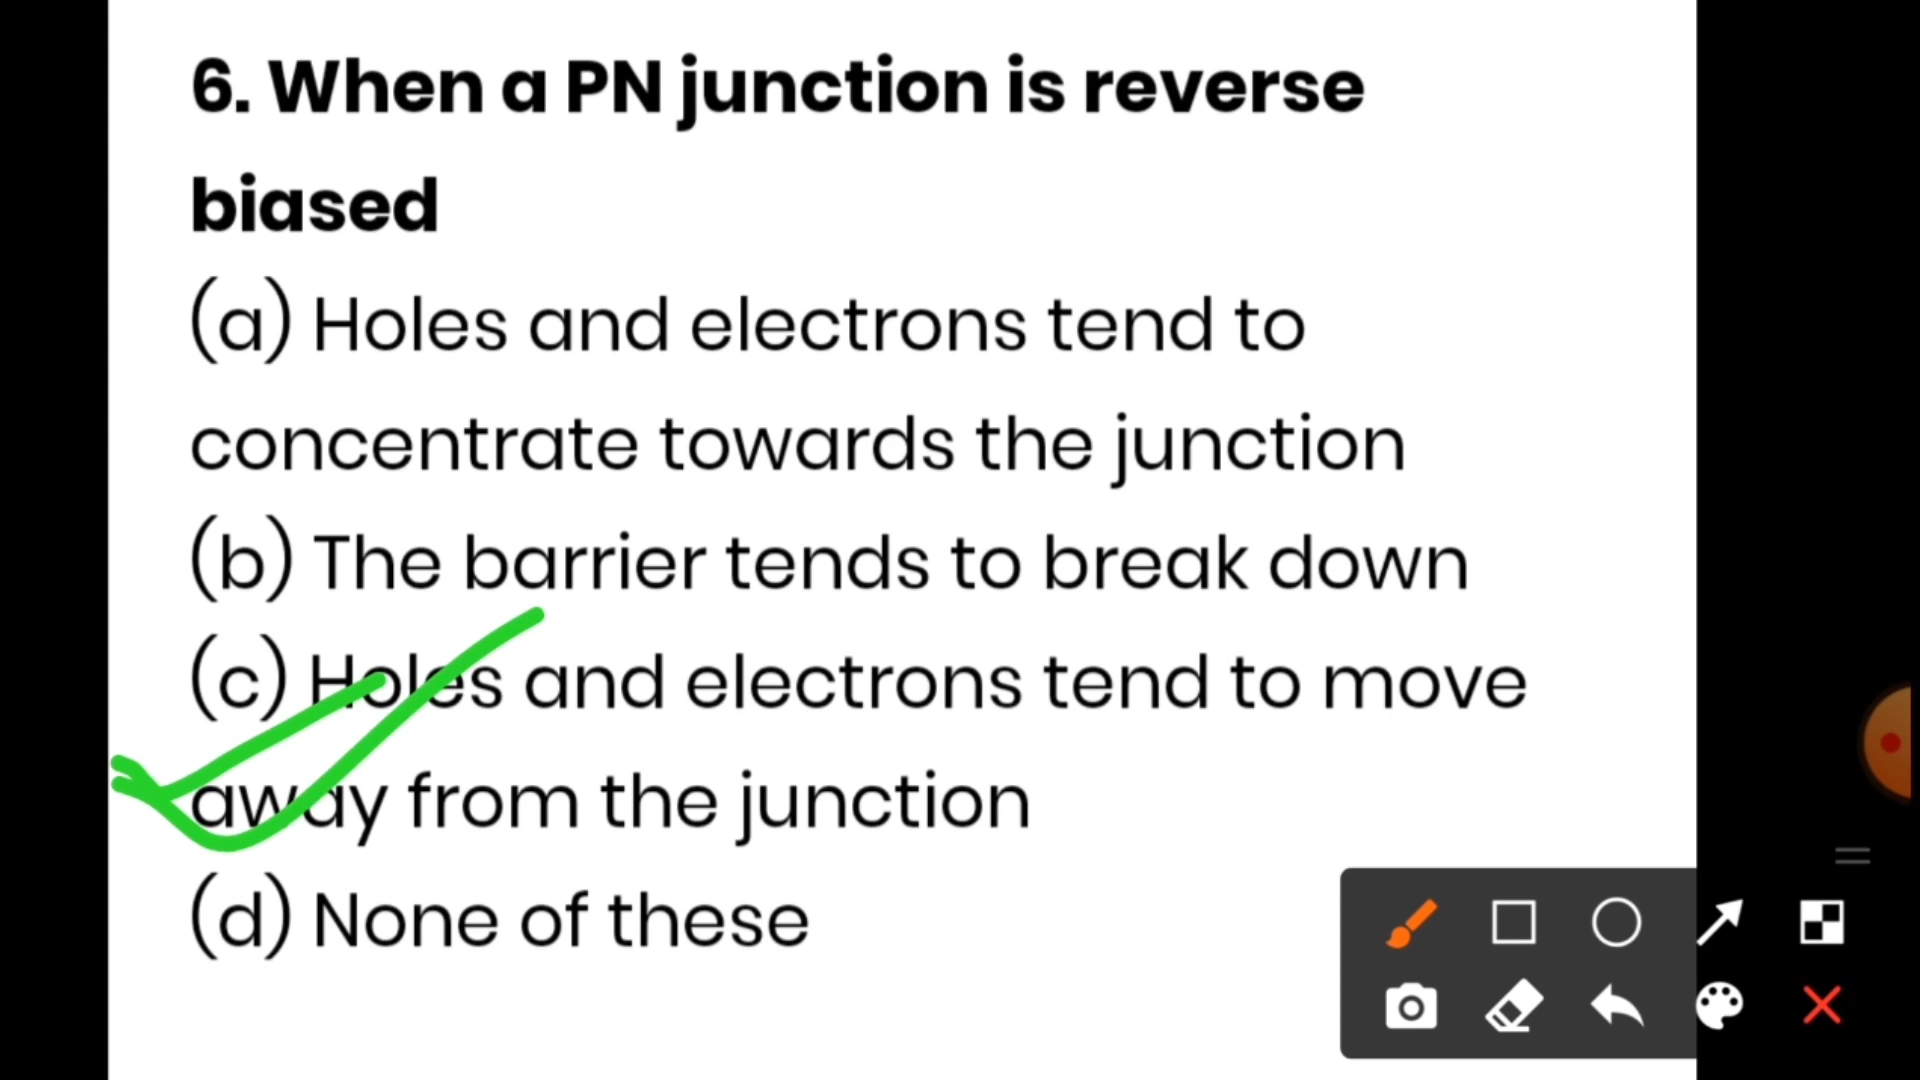 6. When a PN junction is reverse
biased
(a) Holes and electrons tend to
concentrate towards the junction
(b) The barrier tends to break down
(c) Holes and electrons tend to move
away from the junction
(d) None of these